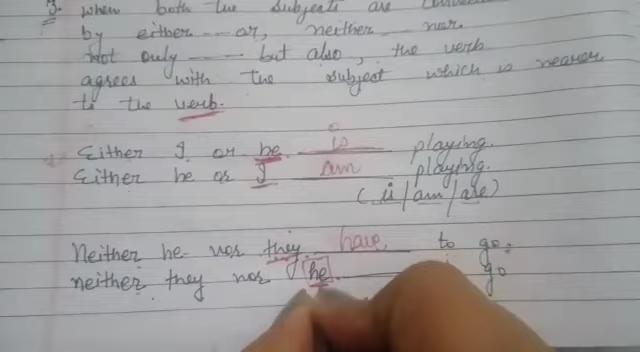 3. when both the subjects are
by either --- or, neither --- nor
not only --- but also, the verb
agrees with the subject which is nearer
to the verb.
Either I or he is playing.
Either he or I am playing.
(is/am/are)
Neither he nor they have to go.
neither they nor he go